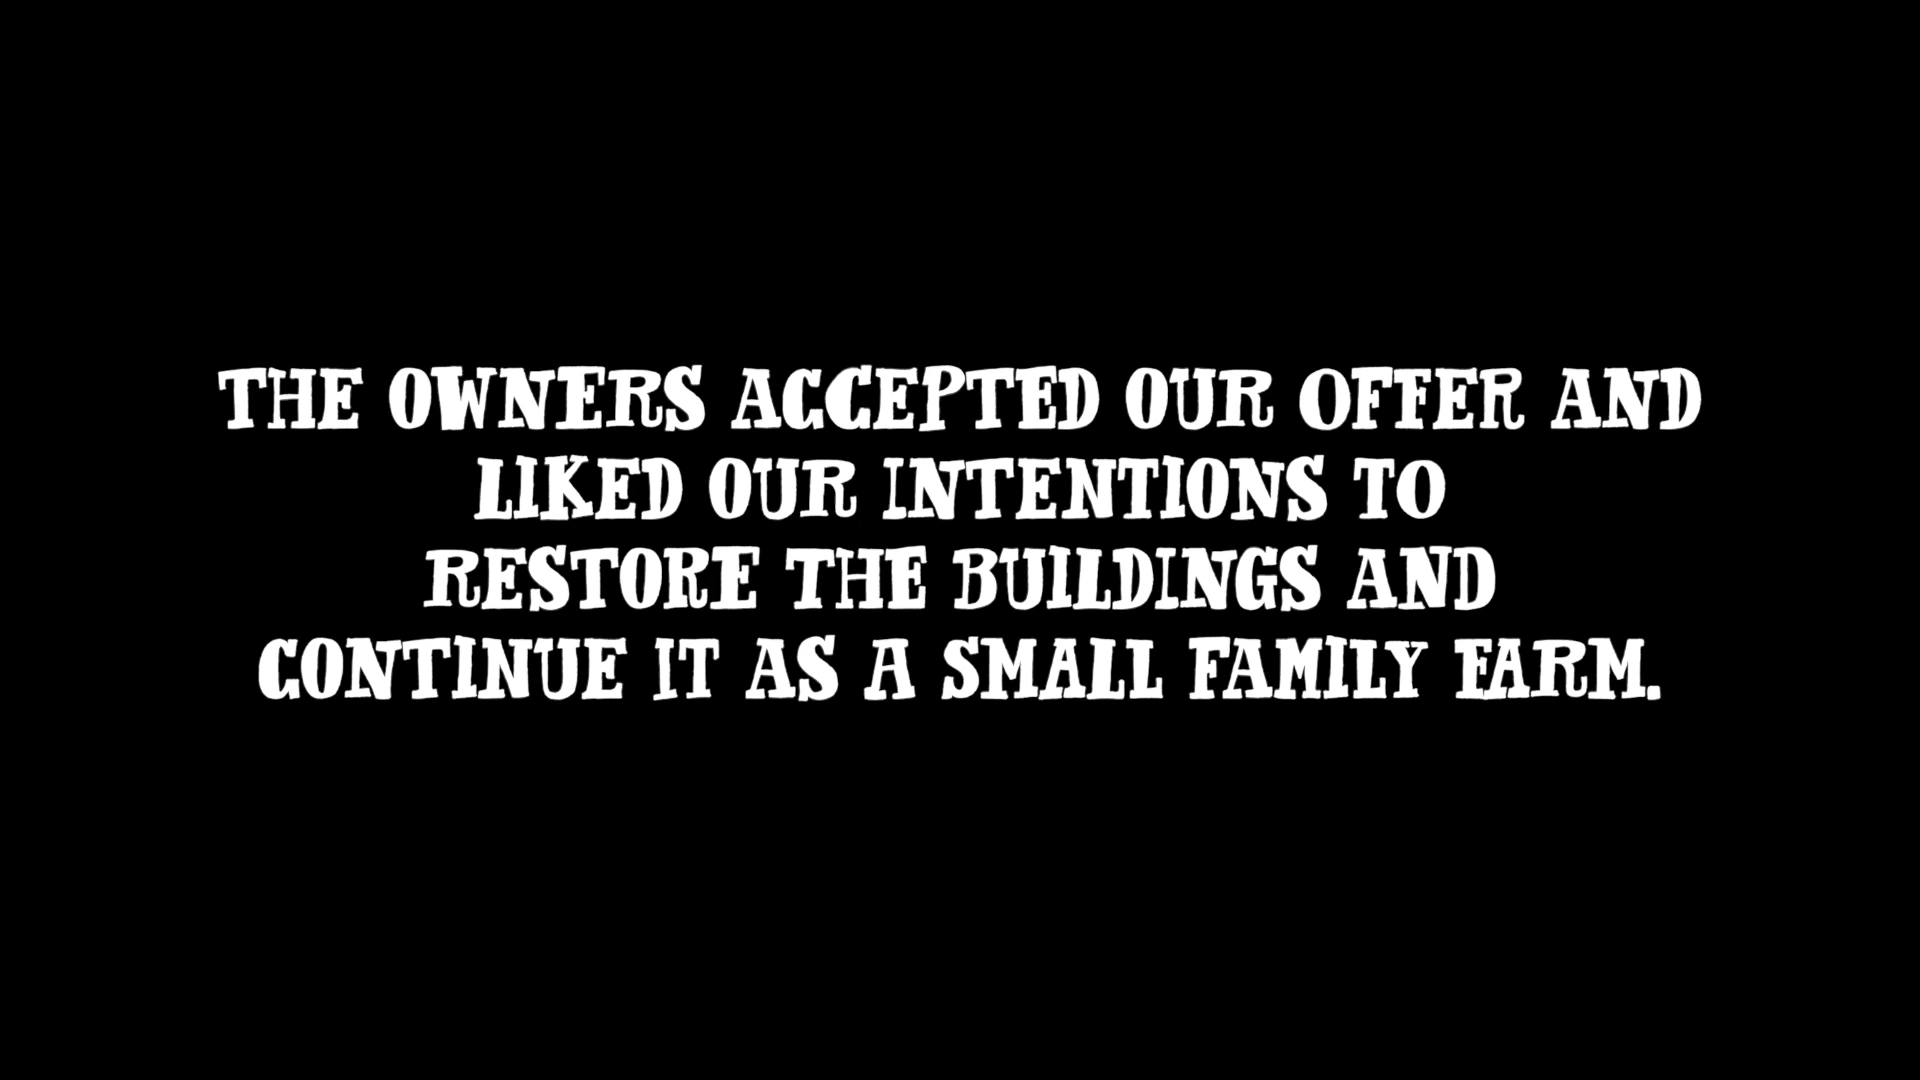 THE OWNERS ACCEPTED OUR OFFER AND
LIKED OUR INTENTIONS TO
RESTORE THE BUILDINGS AND
CONTINUE IT AS A SMALL FAMILY FARM.